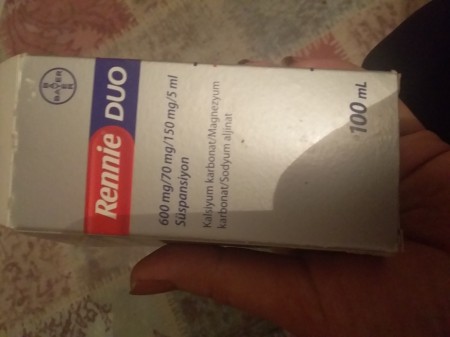 BAYER
BAYER
Rennie DUO
600 mg/70 mg/150 mg/5 ml
Süspansiyon
Kalsiyum karbonat/Magnezyum
karbonat/Sodyum aljinat
100 mL